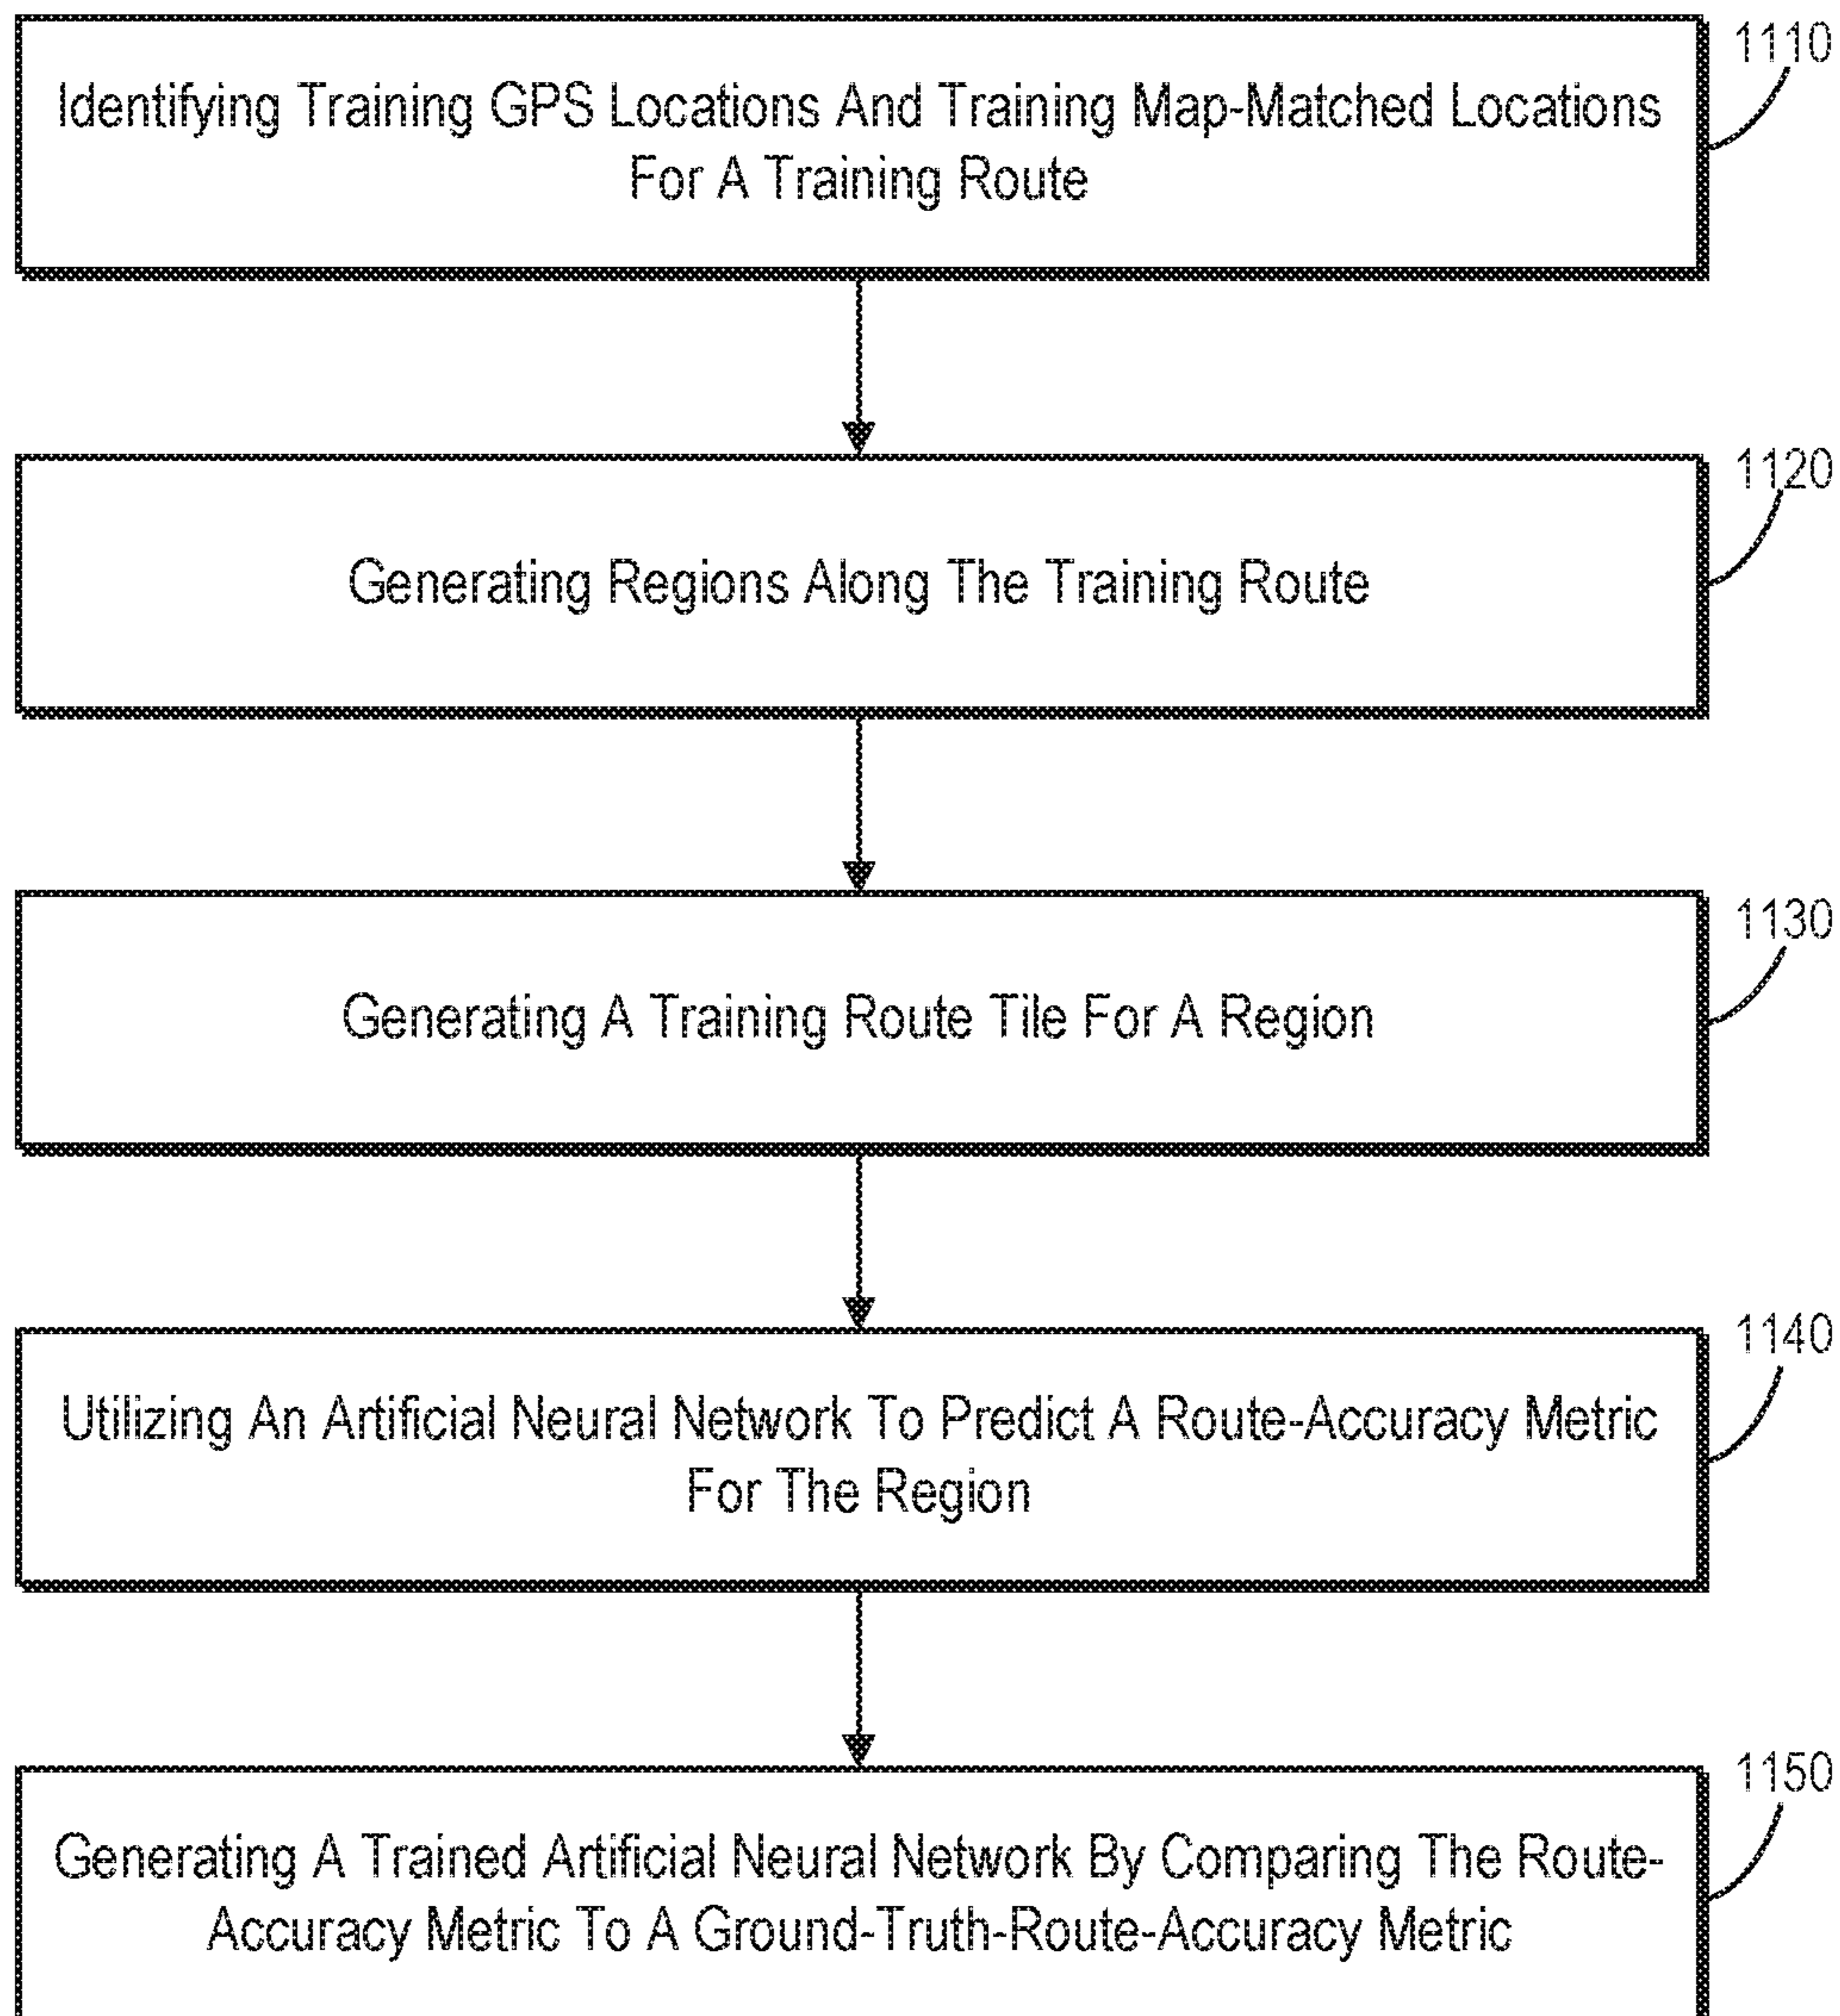 1110
Identifying Training GPS Locations And Training Map-Matched Locations
For A Training Route
1120
Generating Regions Along The Training Route
1130
Generating A Training Route Tile For A Region
1140
Utilizing An Artificial Neural Network To Predict A Route-Accuracy Metric
For The Region
1150
Generating A Trained Artificial Neural Network By Comparing The Route-
Accuracy Metric To A Ground-Truth-Route-Accuracy Metric